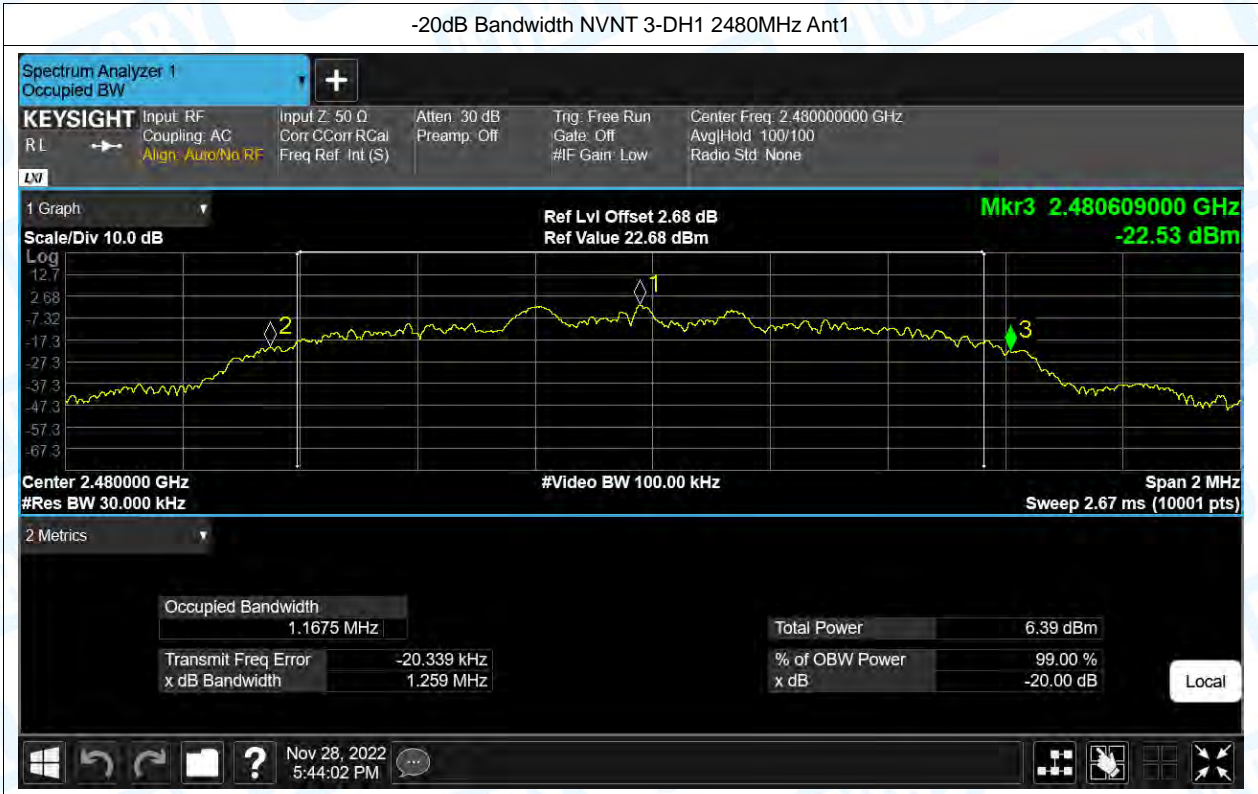 -20dB Bandwidth NVNT 3-DH1 2480MHz Ant1
Spectrum Analyzer 1
Occupied BW
KEYSIGHT
R L
LXI
Input: RF
Coupling: AC
Align: Auto/No RF
Input Z: 50 Ω
Corr CCorr RCal
Freq Ref: Int (S)
Atten: 30 dB
Preamp: Off
Trig: Free Run
Gate: Off
#IF Gain: Low
Center Freq: 2.480000000 GHz
Avg|Hold: 100/100
Radio Std: None
1 Graph
Scale/Div 10.0 dB
Ref Lvl Offset 2.68 dB
Ref Value 22.68 dBm
Mkr3 2.480609000 GHz
-22.53 dBm
Log
12.7
2.68
-7.32
-17.3
-27.3
-37.3
-47.3
-57.3
-67.3
1
2
3
Center 2.480000 GHz
#Res BW 30.000 kHz
#Video BW 100.00 kHz
Span 2 MHz
Sweep 2.67 ms (10001 pts)
2 Metrics
Occupied Bandwidth
1.1675 MHz
Transmit Freq Error -20.339 kHz
x dB Bandwidth 1.259 MHz
Total Power 6.39 dBm
% of OBW Power 99.00 %
x dB -20.00 dB
Local
Nov 28, 2022
5:44:02 PM